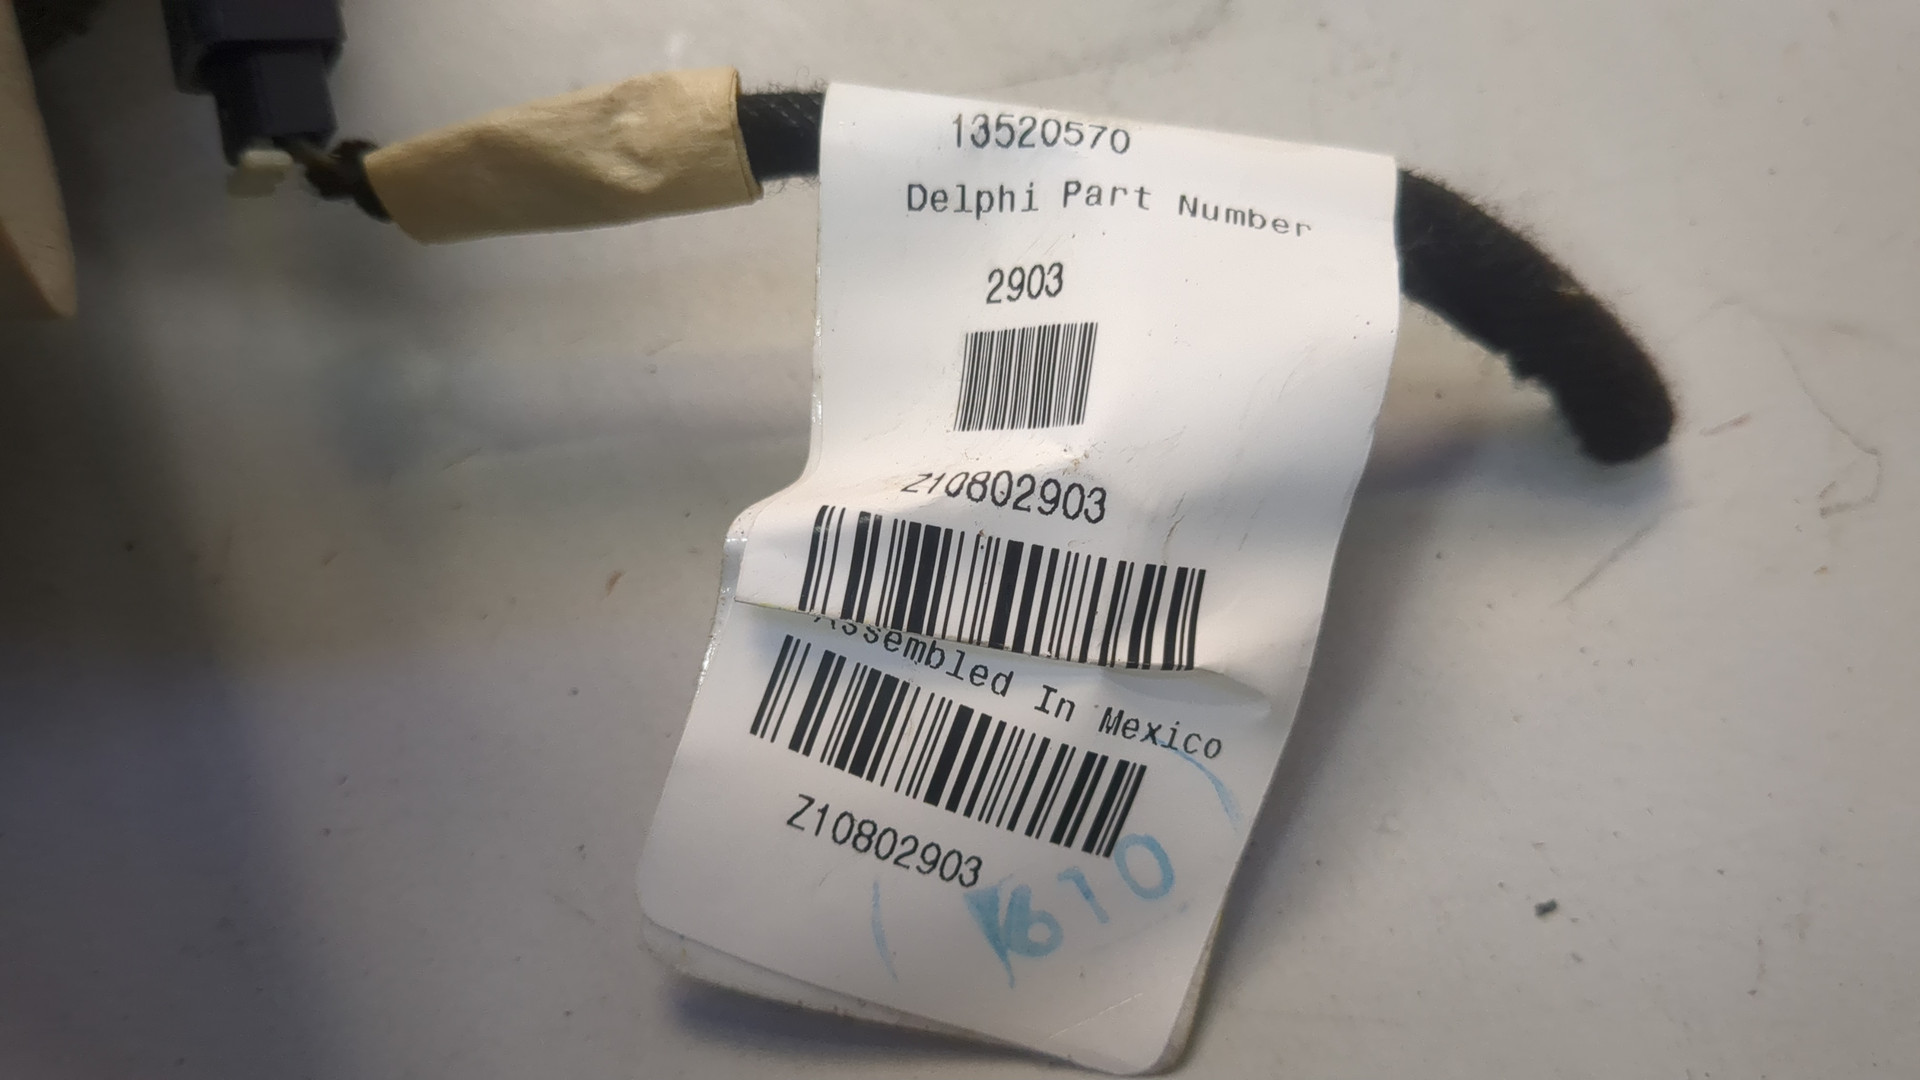 13520570
Delphi Part Number
2903
Z10802903
Assembled In Mexico
Z10802903